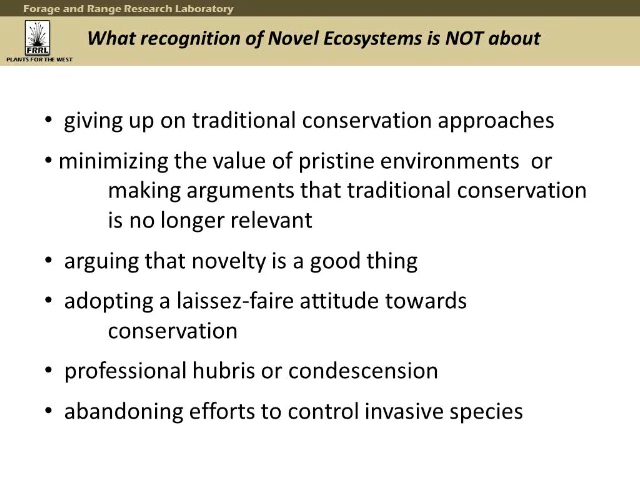 Forage and Range Research Laboratory
FRRL
PLANTS FOR THE WEST
What recognition of Novel Ecosystems is NOT about
• giving up on traditional conservation approaches
• minimizing the value of pristine environments or
making arguments that traditional conservation
is no longer relevant
• arguing that novelty is a good thing
• adopting a laissez-faire attitude towards
conservation
• professional hubris or condescension
• abandoning efforts to control invasive species